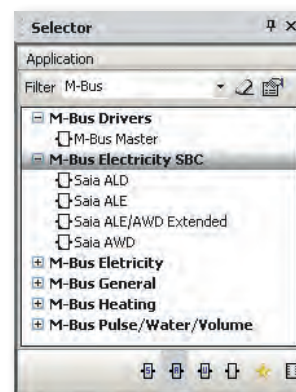 Selector
Application
Filter M-Bus
M-Bus Drivers
M-Bus Master
M-Bus Electricity SBC
Saia ALD
Saia ALE
Saia ALE/AWD Extended
Saia AWD
M-Bus Eletricity
M-Bus General
M-Bus Heating
M-Bus Pulse/Water/Volume